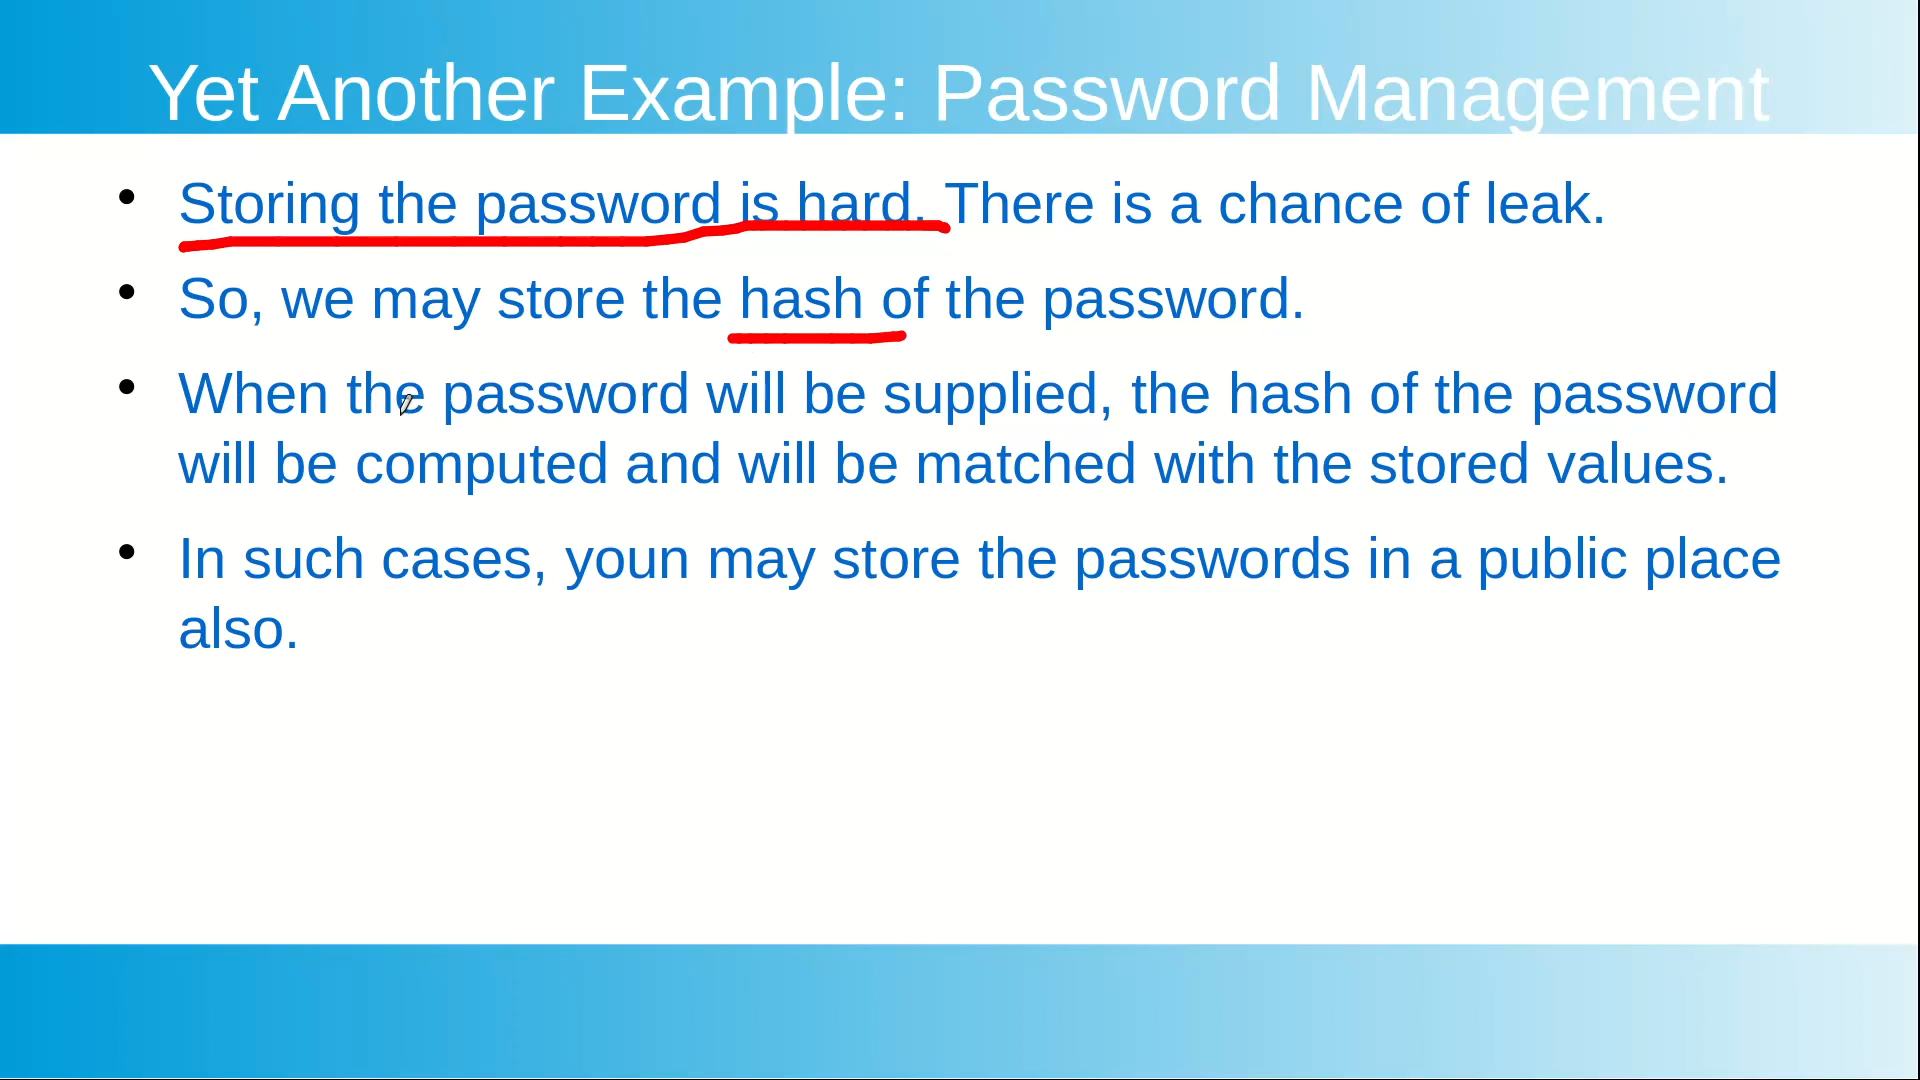 Yet Another Example: Password Management
• Storing the password is hard. There is a chance of leak.
• So, we may store the hash of the password.
• When the password will be supplied, the hash of the password
will be computed and will be matched with the stored values.
• In such cases, youn may store the passwords in a public place
also.